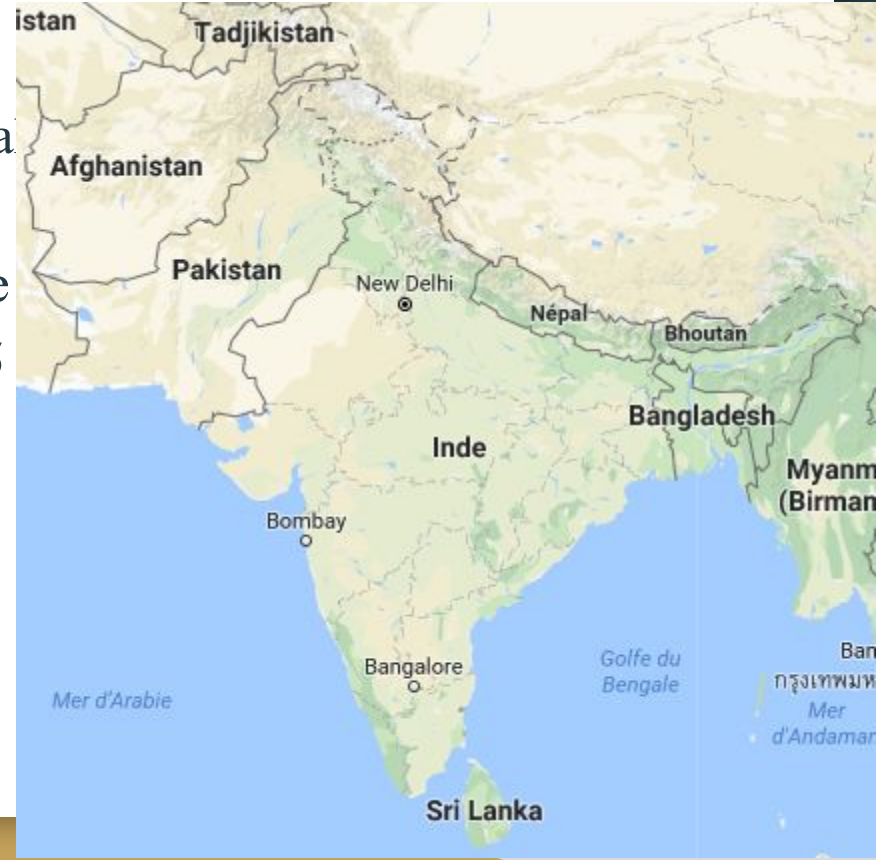 istan
Tadjikistan
Afghanistan
Pakistan
New Delhi
Népal
Bhoutan
Bangladesh
Inde
Myanm
(Birman
Bombay
Bangalore
Golfe du
Bengale
Ban
กรุงเทพมห
Mer
d'Andaman
Mer d'Arabie
Sri Lanka